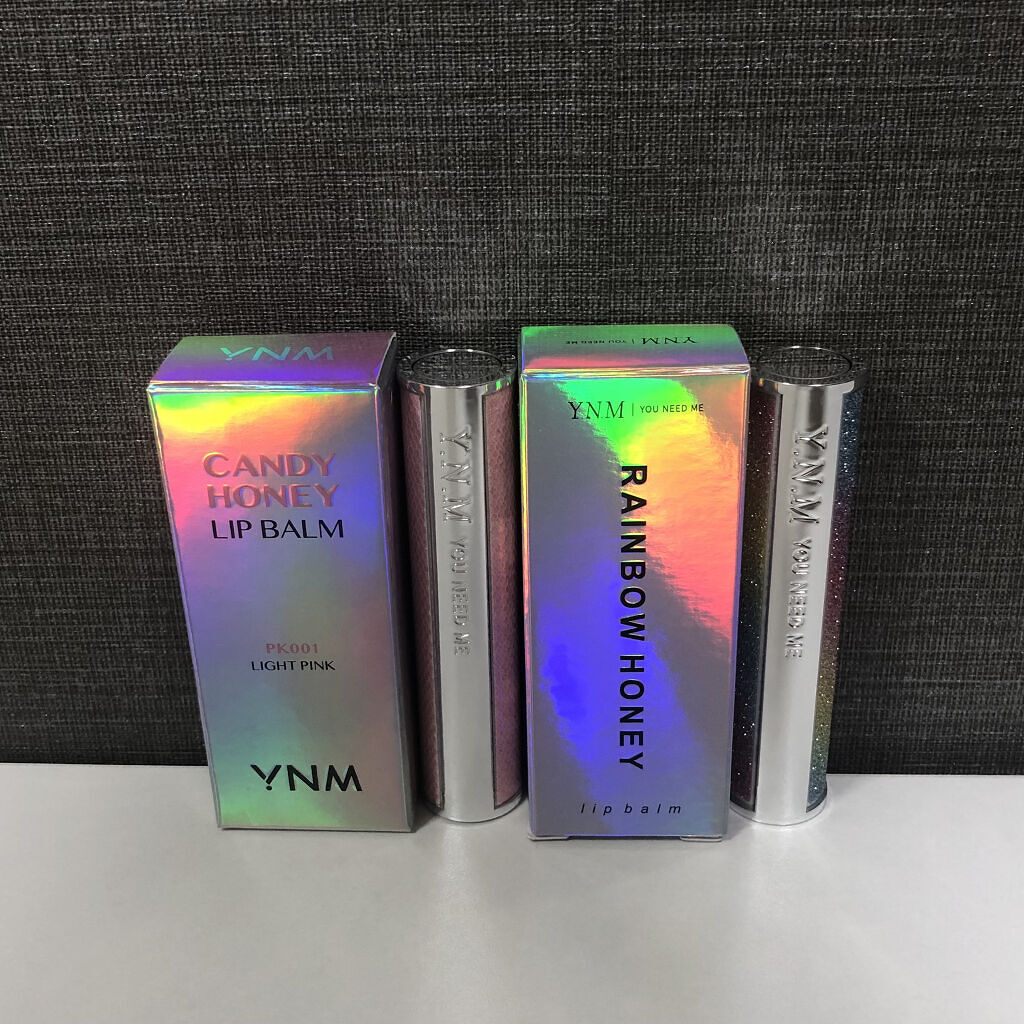 YNM
CANDY
HONEY
LIP BALM
PK001
LIGHT PINK
YNM
Y.N.M YOU NEED ME
YNM | YOU NEED ME
YNM | YOU NEED ME
RAINBOW HONEY
lip balm
Y.N.M YOU NEED ME